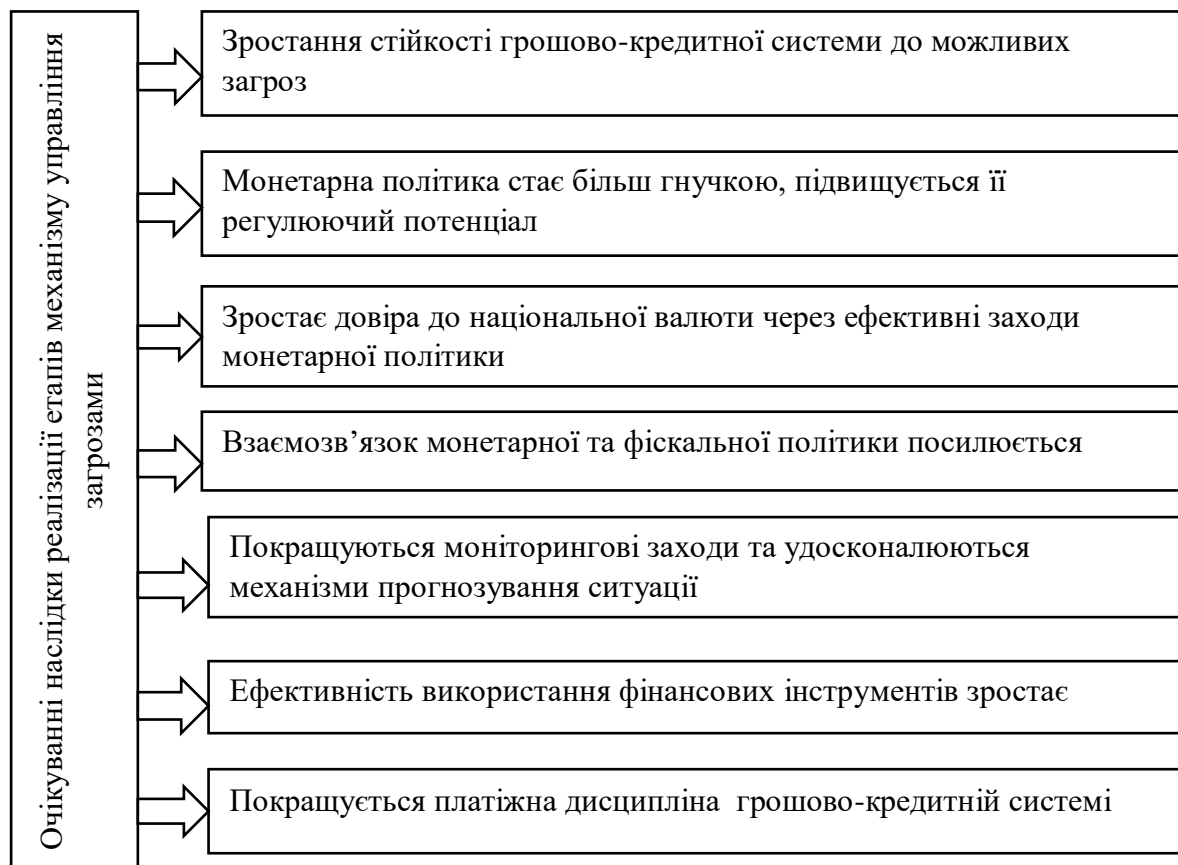 Очікуванні наслідки реалізації етапів механізму управління
загрозами
Зростання стійкості грошово-кредитної системи до можливих
загроз
Монетарна політика стає більш гнучкою, підвищується її
регулюючий потенціал
Зростає довіра до національної валюти через ефективні заходи
монетарної політики
Взаємозв’язок монетарної та фіскальної політики посилюється
Покращуються моніторингові заходи та удосконалюються
механізми прогнозування ситуації
Ефективність використання фінансових інструментів зростає
Покращується платіжна дисципліна грошово-кредитній системі